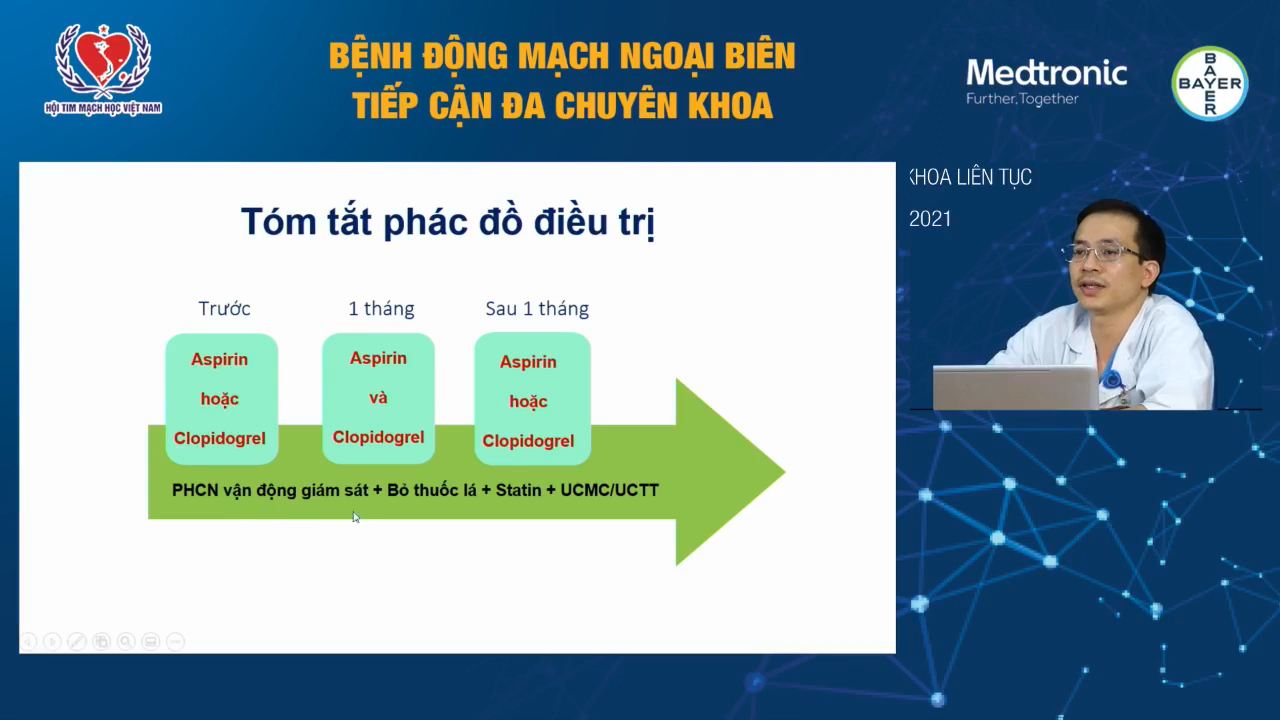 HỘI TIM MẠCH HỌC VIỆT NAM
BỆNH ĐỘNG MẠCH NGOẠI BIÊN
TIẾP CẬN ĐA CHUYÊN KHOA
Medtronic
Further, Together
BAYER
BAYER
KHOA LIÊN TỤC
2021
Tóm tắt phác đồ điều trị
Trước
1 tháng
Sau 1 tháng
Aspirin
hoặc
Clopidogrel
Aspirin
và
Clopidogrel
Aspirin
hoặc
Clopidogrel
PHCN vận động giám sát + Bỏ thuốc lá + Statin + UCMC/UCTT